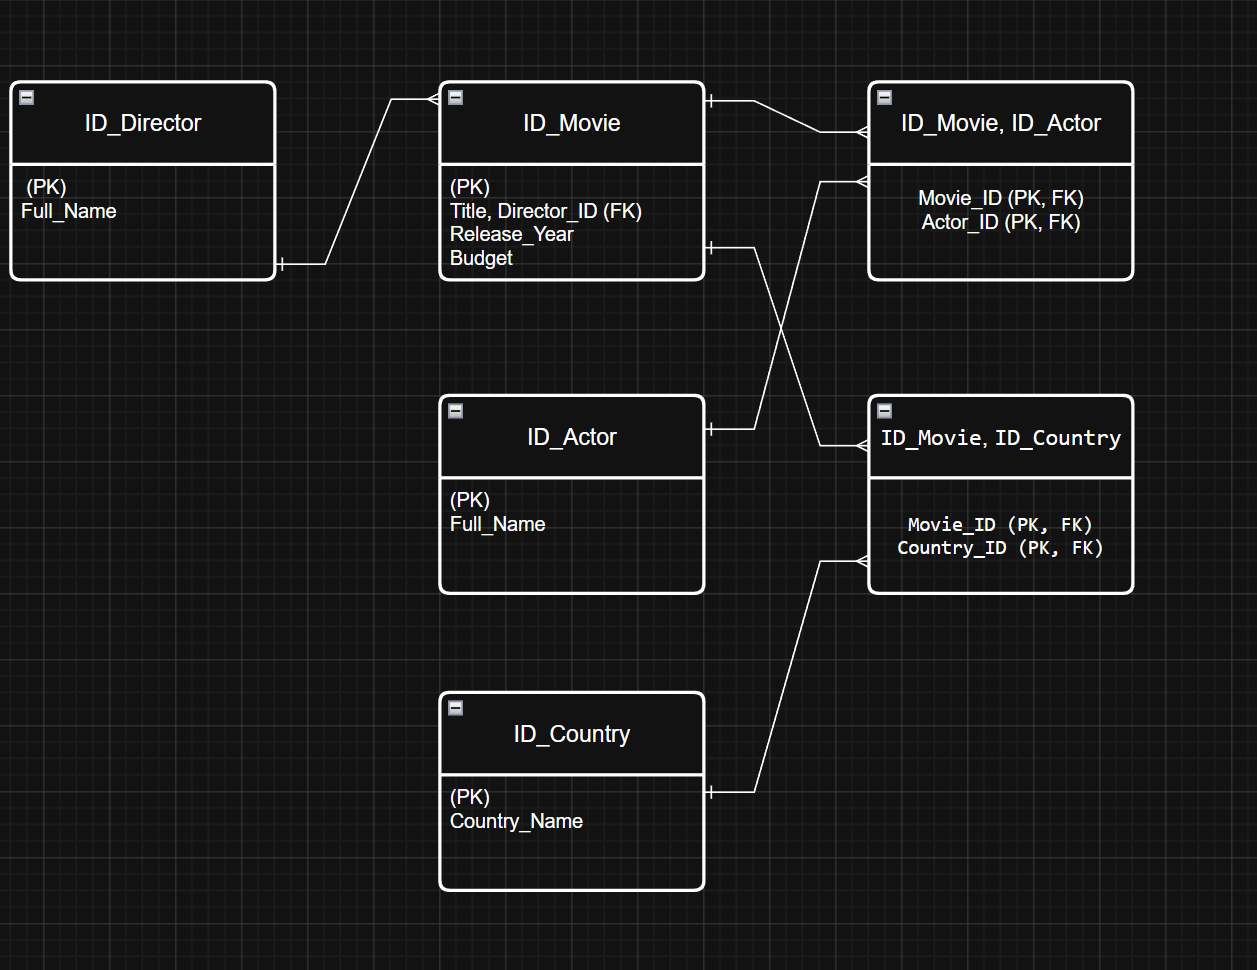 ID_Director
(PK)
Full_Name
ID_Movie
(PK)
Title, Director_ID (FK)
Release_Year
Budget
ID_Movie, ID_Actor
Movie_ID (PK, FK)
Actor_ID (PK, FK)
ID_Actor
(PK)
Full_Name
ID_Movie, ID_Country
Movie_ID (PK, FK)
Country_ID (PK, FK)
ID_Country
(PK)
Country_Name